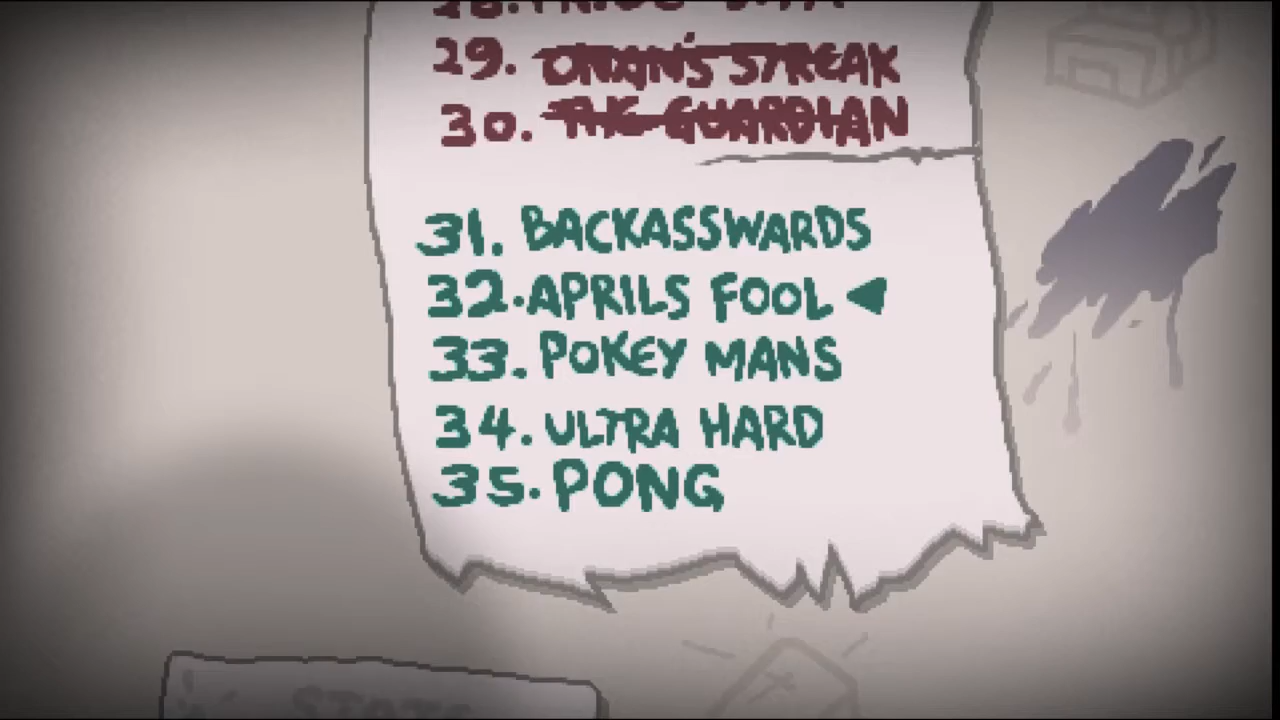 29. ONAN'S STREAK
30. THE GUARDIAN
31. BACKASSWARDS
32. APRILS FOOL
33. POKEY MANS
34. ULTRA HARD
35. PONG
STATS